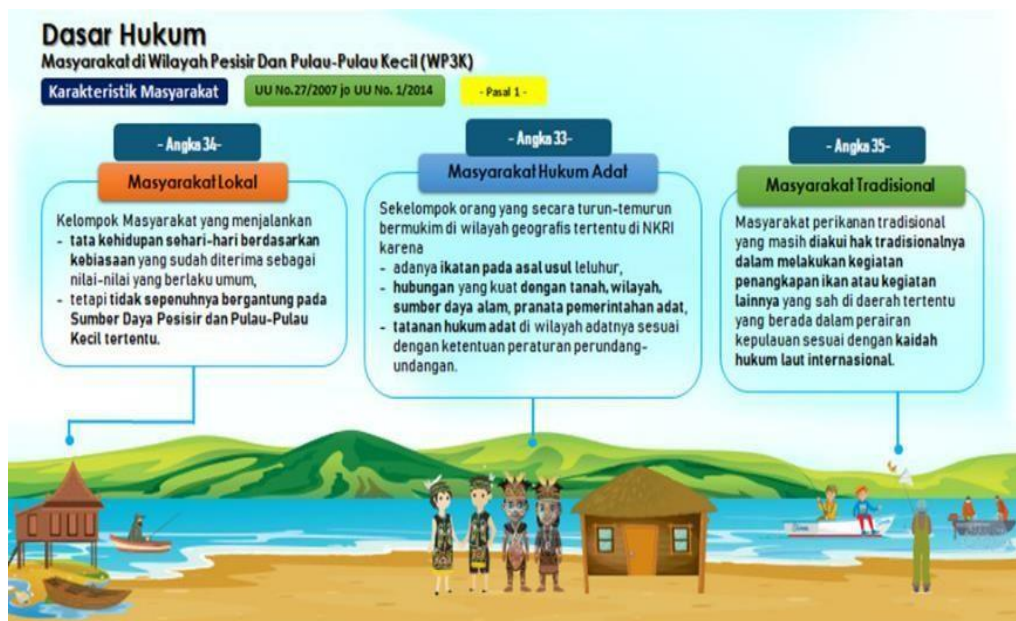 Dasar Hukum
Masyarakat di Wilayah Pesisir Dan Pulau-Pulau Kecil (WP3K)
Karakteristik Masyarakat
UU No.27/2007 jo UU No. 1/2014
- Pasal 1 -
- Angka 34-
Masyarakat Lokal
Kelompok Masyarakat yang menjalankan
- tata kehidupan sehari-hari berdasarkan
kebiasaan yang sudah diterima sebagai
nilai-nilai yang berlaku umum,
- tetapi tidak sepenuhnya bergantung pada
Sumber Daya Pesisir dan Pulau-Pulau
Kecil tertentu.
- Angka 33-
Masyarakat Hukum Adat
Sekelompok orang yang secara turun-temurun
bermukim di wilayah geografis tertentu di NKRI
karena
- adanya ikatan pada asal usul leluhur,
- hubungan yang kuat dengan tanah, wilayah,
sumber daya alam, pranata pemerintahan adat,
- tatanan hukum adat di wilayah adatnya sesuai
dengan ketentuan peraturan perundang-
undangan.
- Angka 35-
Masyarakat Tradisional
Masyarakat perikanan tradisional
yang masih diakui hak tradisionalnya
dalam melakukan kegiatan
penangkapan ikan atau kegiatan
lainnya yang sah di daerah tertentu
yang berada dalam perairan
kepulauan sesuai dengan kaidah
hukum laut internasional.